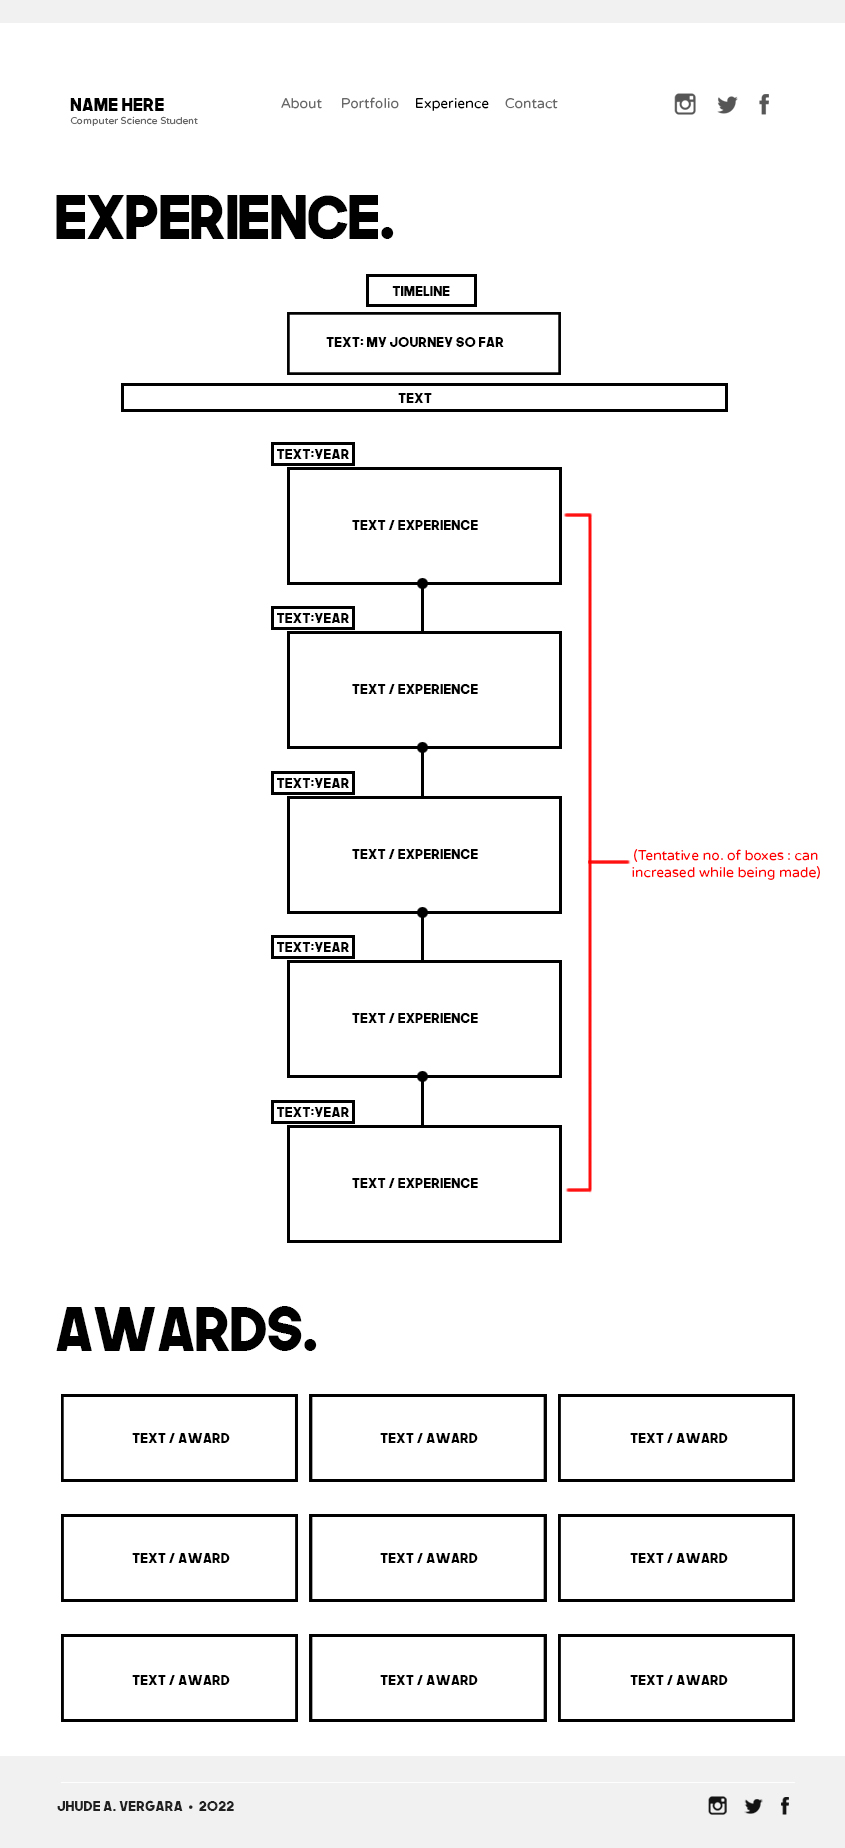 NAME HERE
Computer Science Student
About Portfolio Experience Contact
EXPERIENCE.
TIMELINE
TEXT: MY JOURNEY SO FAR
TEXT
TEXT:YEAR
TEXT / EXPERIENCE
TEXT:YEAR
TEXT / EXPERIENCE
TEXT:YEAR
TEXT / EXPERIENCE
(Tentative no. of boxes : can
increased while being made)
TEXT:YEAR
TEXT / EXPERIENCE
TEXT:YEAR
TEXT / EXPERIENCE
AWARDS.
TEXT / AWARD TEXT / AWARD TEXT / AWARD
TEXT / AWARD TEXT / AWARD TEXT / AWARD
TEXT / AWARD TEXT / AWARD TEXT / AWARD
JHUDE A. VERGARA • 2022